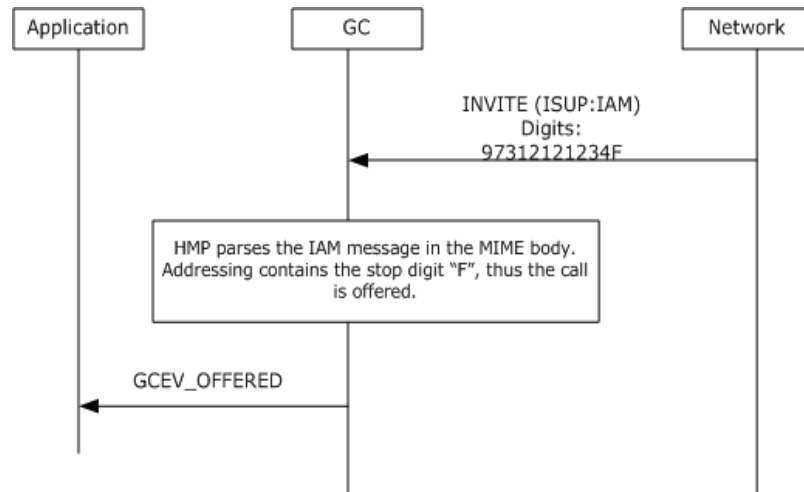 Application
GC
Network
INVITE (ISUP:IAM)
Digits:
97312121234F
HMP parses the IAM message in the MIME body.
Addressing contains the stop digit “F”, thus the call
is offered.
GCEV_OFFERED